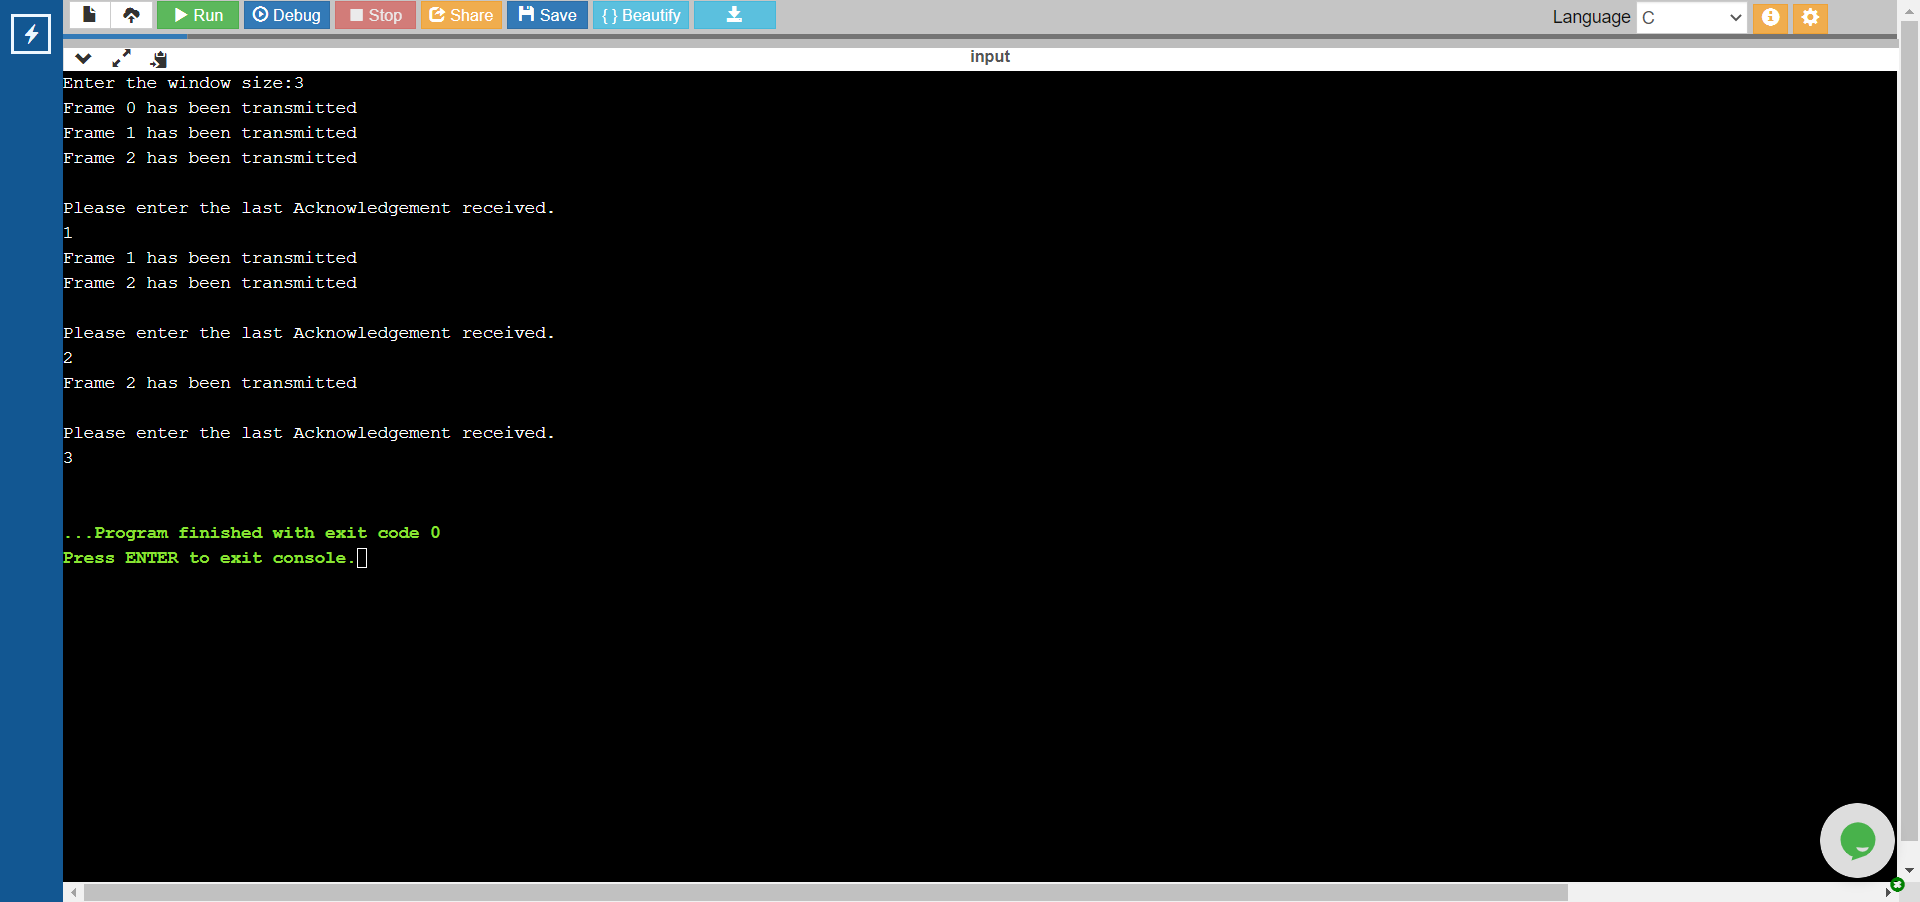 Run Debug Stop Share Save { } Beautify Language C
input
Enter the window size:3
Frame 0 has been transmitted
Frame 1 has been transmitted
Frame 2 has been transmitted
Please enter the last Acknowledgement received.
1
Frame 1 has been transmitted
Frame 2 has been transmitted
Please enter the last Acknowledgement received.
2
Frame 2 has been transmitted
Please enter the last Acknowledgement received.
3
...Program finished with exit code 0
Press ENTER to exit console.